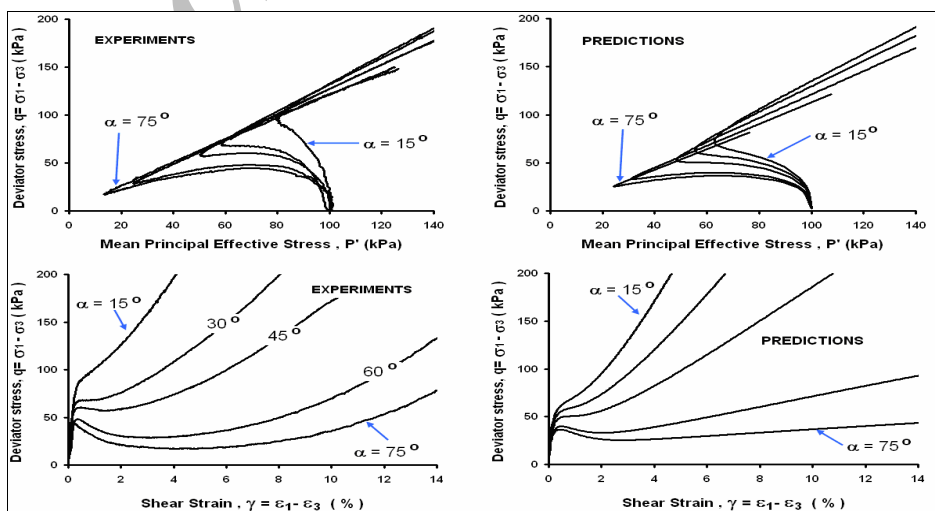 EXPERIMENTS
Deviator stress, q= σ1 - σ3 ( kPa)
200
150
100
50
0
α = 75 o
α = 15 o
0 20 40 60 80 100 120 140
Mean Principal Effective Stress , P' (kPa)
PREDICTIONS
Deviator stress, q= σ1 - σ3 ( kPa)
200
150
100
50
0
α = 75 o
α = 15 o
0 20 40 60 80 100 120 140
Mean Principal Effective Stress , P' (kPa)
EXPERIMENTS
Deviator stress, q= σ1 - σ3 ( kPa)
200
150
100
50
0
α = 15 o
30 o
45 o
60 o
α = 75 o
0 2 4 6 8 10 12 14
Shear Strain , γ = ε1- ε3 ( % )
PREDICTIONS
Deviator stress, q= σ1 - σ3 ( kPa)
200
150
100
50
0
α = 15 o
α = 75 o
0 2 4 6 8 10 12 14
Shear Strain , γ = ε1- ε3 ( % )